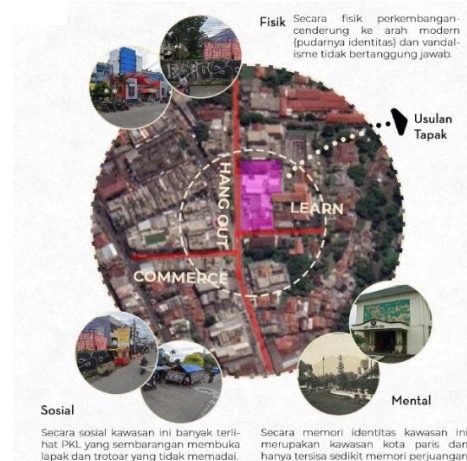 Fisik
Secara fisik perkembangan-
cenderung ke arah modern
(pudarnya identitas) dan vandal-
isme tidak bertanggung jawab.
Usulan
Tapak
HANG OUT
LEARN
COMMERCE
Sosial
Secara sosial kawasan ini banyak terli-
hat PKL yang sembarangan membuka
lapak dan trotoar yang tidak memadai.
Mental
Secara memori identitas kawasan ini
merupakan kawasan kota paris dan
hanya tersisa sedikit memori perjuangan